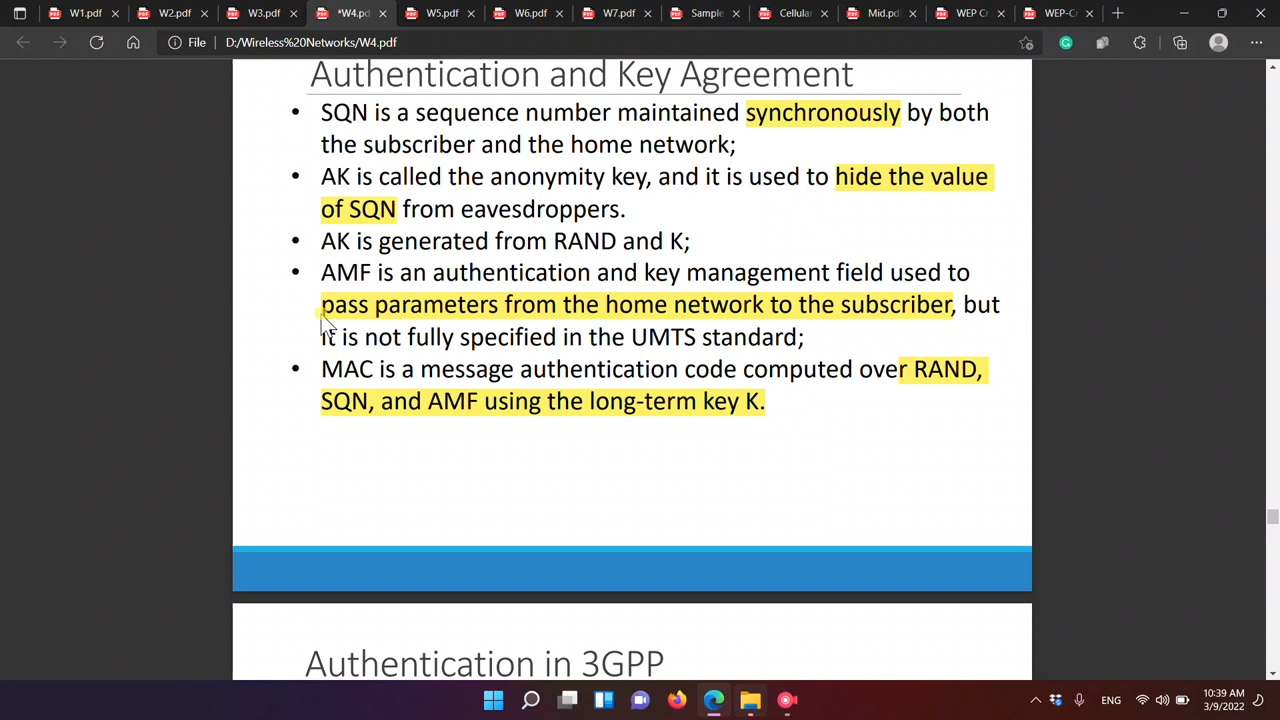 W1.pdf
W2.pdf
W3.pdf
*W4.pd
W5.pdf
W6.pdf
W7.pdf
Sample
Cellular
Mid.pdf
WEP Cr
WEP-Cr
File
D:/Wireless%20Networks/W4.pdf
Authentication and Key Agreement
• SQN is a sequence number maintained synchronously by both
the subscriber and the home network;
• AK is called the anonymity key, and it is used to hide the value
of SQN from eavesdroppers.
• AK is generated from RAND and K;
• AMF is an authentication and key management field used to
pass parameters from the home network to the subscriber, but
it is not fully specified in the UMTS standard;
• MAC is a message authentication code computed over RAND,
SQN, and AMF using the long-term key K.
Authentication in 3GPP
ENG
10:39 AM
3/9/2022